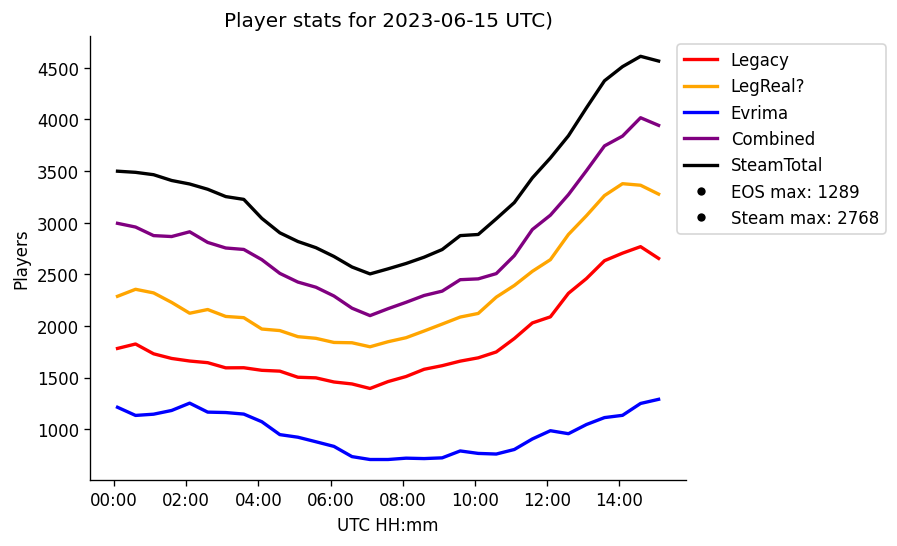 Player stats for 2023-06-15 UTC)
Legacy
LegReal?
Evrima
Combined
SteamTotal
EOS max: 1289
Steam max: 2768
4500
4000
3500
3000
2500
2000
1500
1000
Players
00:00 02:00 04:00 06:00 08:00 10:00 12:00 14:00
UTC HH:mm